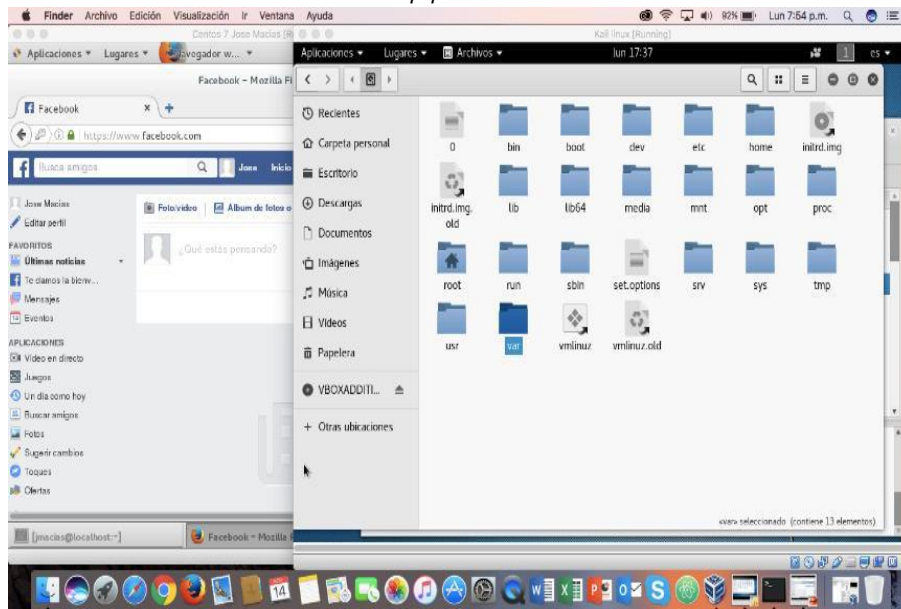 Finder Archivo Edición Visualización Ir Ventana Ayuda 92% Lun 7:54 p.m.
Centos 7 Jose Macias
Aplicaciones Lugares avegador w...
Facebook - Mozilla Fi
Facebook
https://www.facebook.com
Busca amigos Jose Inicio
Jose Macias
Editar perfil
FAVORITOS
Últimas noticias
Te damos la bienv...
Mensajes
Eventos
APLICACIONES
Video en directo
Juegos
Un día como hoy
Buscar amigos
Fotos
Sugerir cambios
Toques
Ofertas
Foto/video Álbum de fotos o
¿Qué estás pensando?
[jmacias@localhost:~] Facebook - Mozilla F
Kali linux [Running]
Aplicaciones Lugares Archivos lun 17:37 1 es
Recientes
Carpeta personal
Escritorio
Descargas
Documentos
Imágenes
Música
Vídeos
Papelera
VBOXADDITI...
+ Otras ubicaciones
0 bin boot dev etc home initrd.img
initrd.img.old lib lib64 media mnt opt proc
root run sbin set.options srv sys tmp
usr var vmlinuz vmlinuz.old
«var» seleccionado (contiene 13 elementos)
14